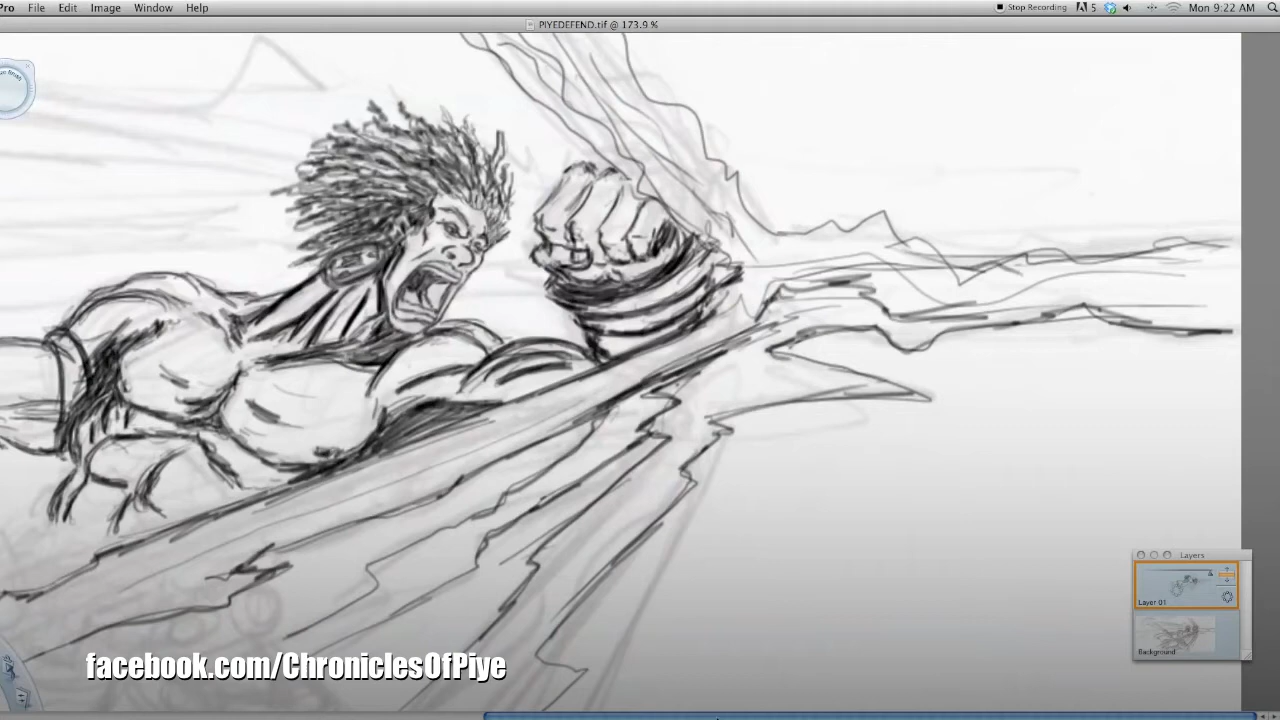 Pro File Edit Image Window Help Stop Recording 5 Mon 9:22 AM
PIYEDEFEND.tif @ 173.9 %
Layers
Layer 01
Background
facebook.com/ChroniclesOfPiye